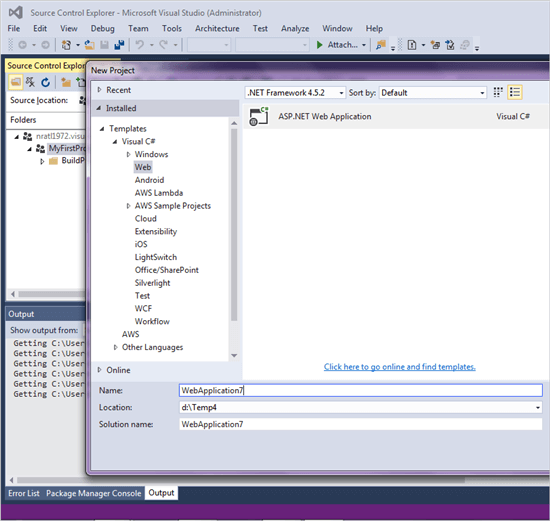 Source Control Explorer - Microsoft Visual Studio (Administrator)
File Edit View Debug Team Tools Architecture Test Analyze Window Help
Attach...
Source Control Explorer
New Project
Recent
.NET Framework 4.5.2 Sort by: Default
Source location:
Installed
ASP.NET Web Application Visual C#
Folders
Templates
nratl1972.visu
Visual C#
MyFirstPro
Windows
BuildP
Web
Android
AWS Lambda
AWS Sample Projects
Cloud
Extensibility
iOS
LightSwitch
Office/SharePoint
Silverlight
Test
WCF
Workflow
AWS
Other Languages
Online
Click here to go online and find templates.
Output
Show output from:
Getting C:\User
Getting C:\User
Getting C:\User
Getting C:\User
Getting C:\User
Getting C:\User
Name: WebApplication7
Location: d:\Temp4
Solution name: WebApplication7
Error List Package Manager Console Output